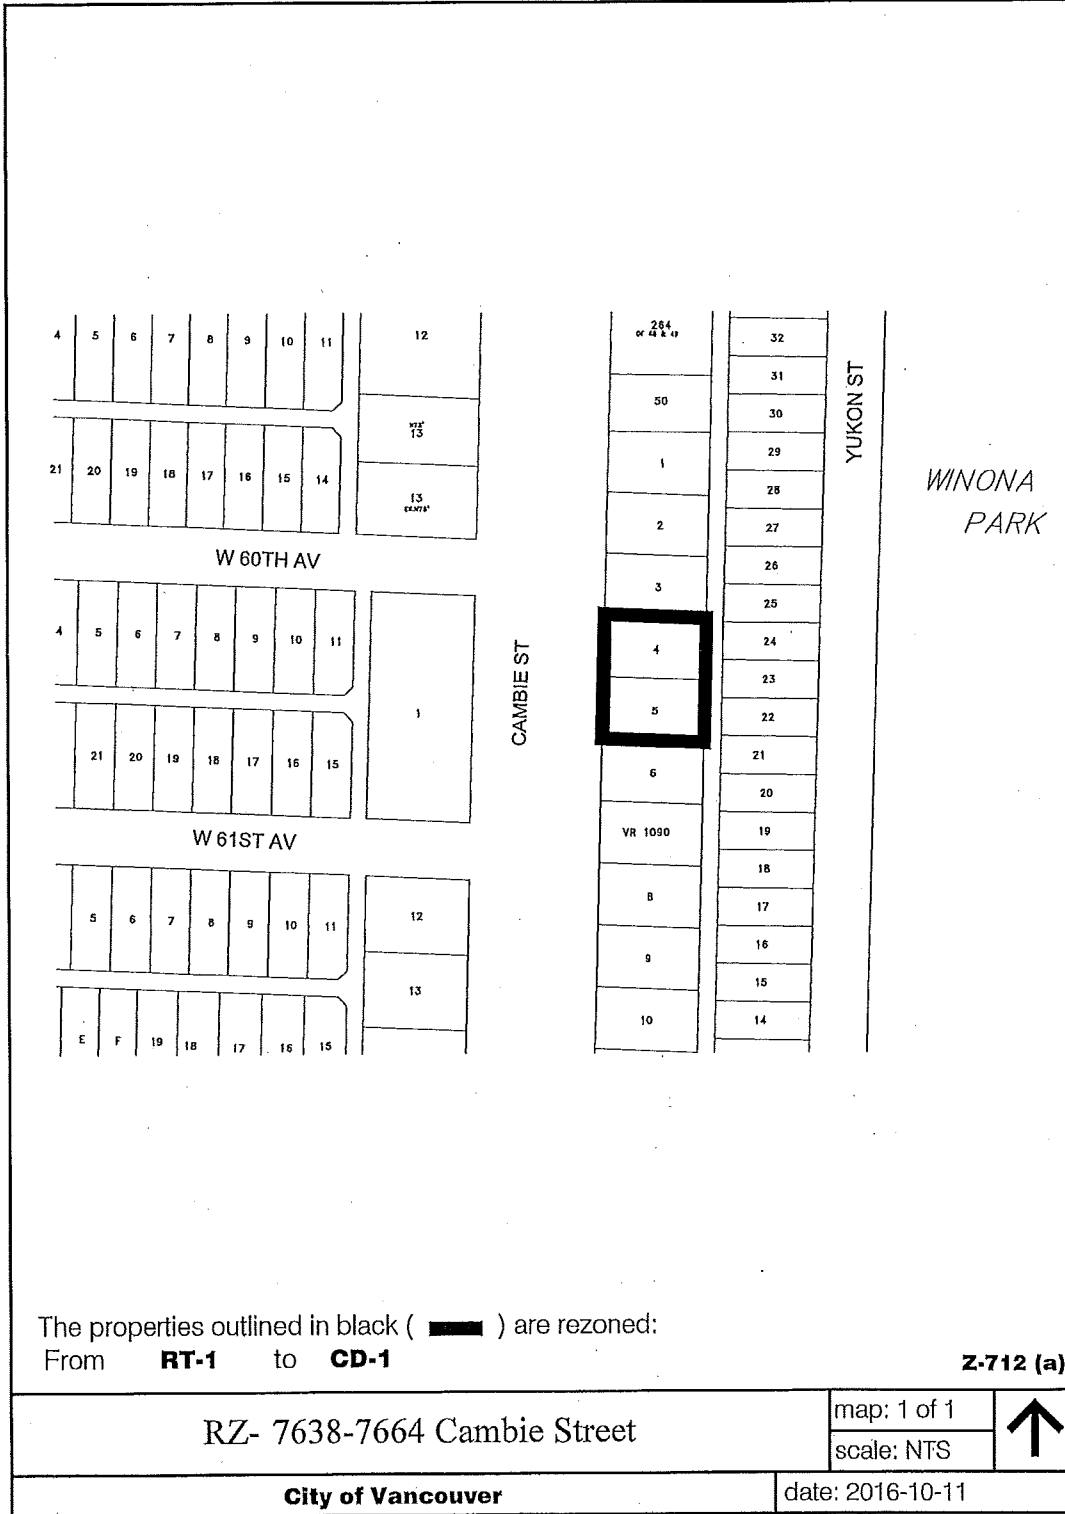 4 5 6 7 8 9 10 11 12
264
OF 48 & 49
32
31
50
30
N72'
13
29
1
21 20 19 18 17 16 15 14
28
13
EX.N78'
2
27
W 60TH AV
26
3
25
4 5 6 7 8 9 10 11
4
24
23
1
5
22
21 20 19 18 17 16 15
21
6
20
W 61ST AV
VR 1090
19
18
B
17
5 6 7 8 9 10 11 12
16
9
15
13
10
14
E F 19 18 17 16 15
CAMBIE ST
YUKON ST
WINONA
PARK
The properties outlined in black ( ) are rezoned:
From RT-1 to CD-1
Z-712 (a)
RZ- 7638-7664 Cambie Street
map: 1 of 1
scale: NTS
City of Vancouver
date: 2016-10-11